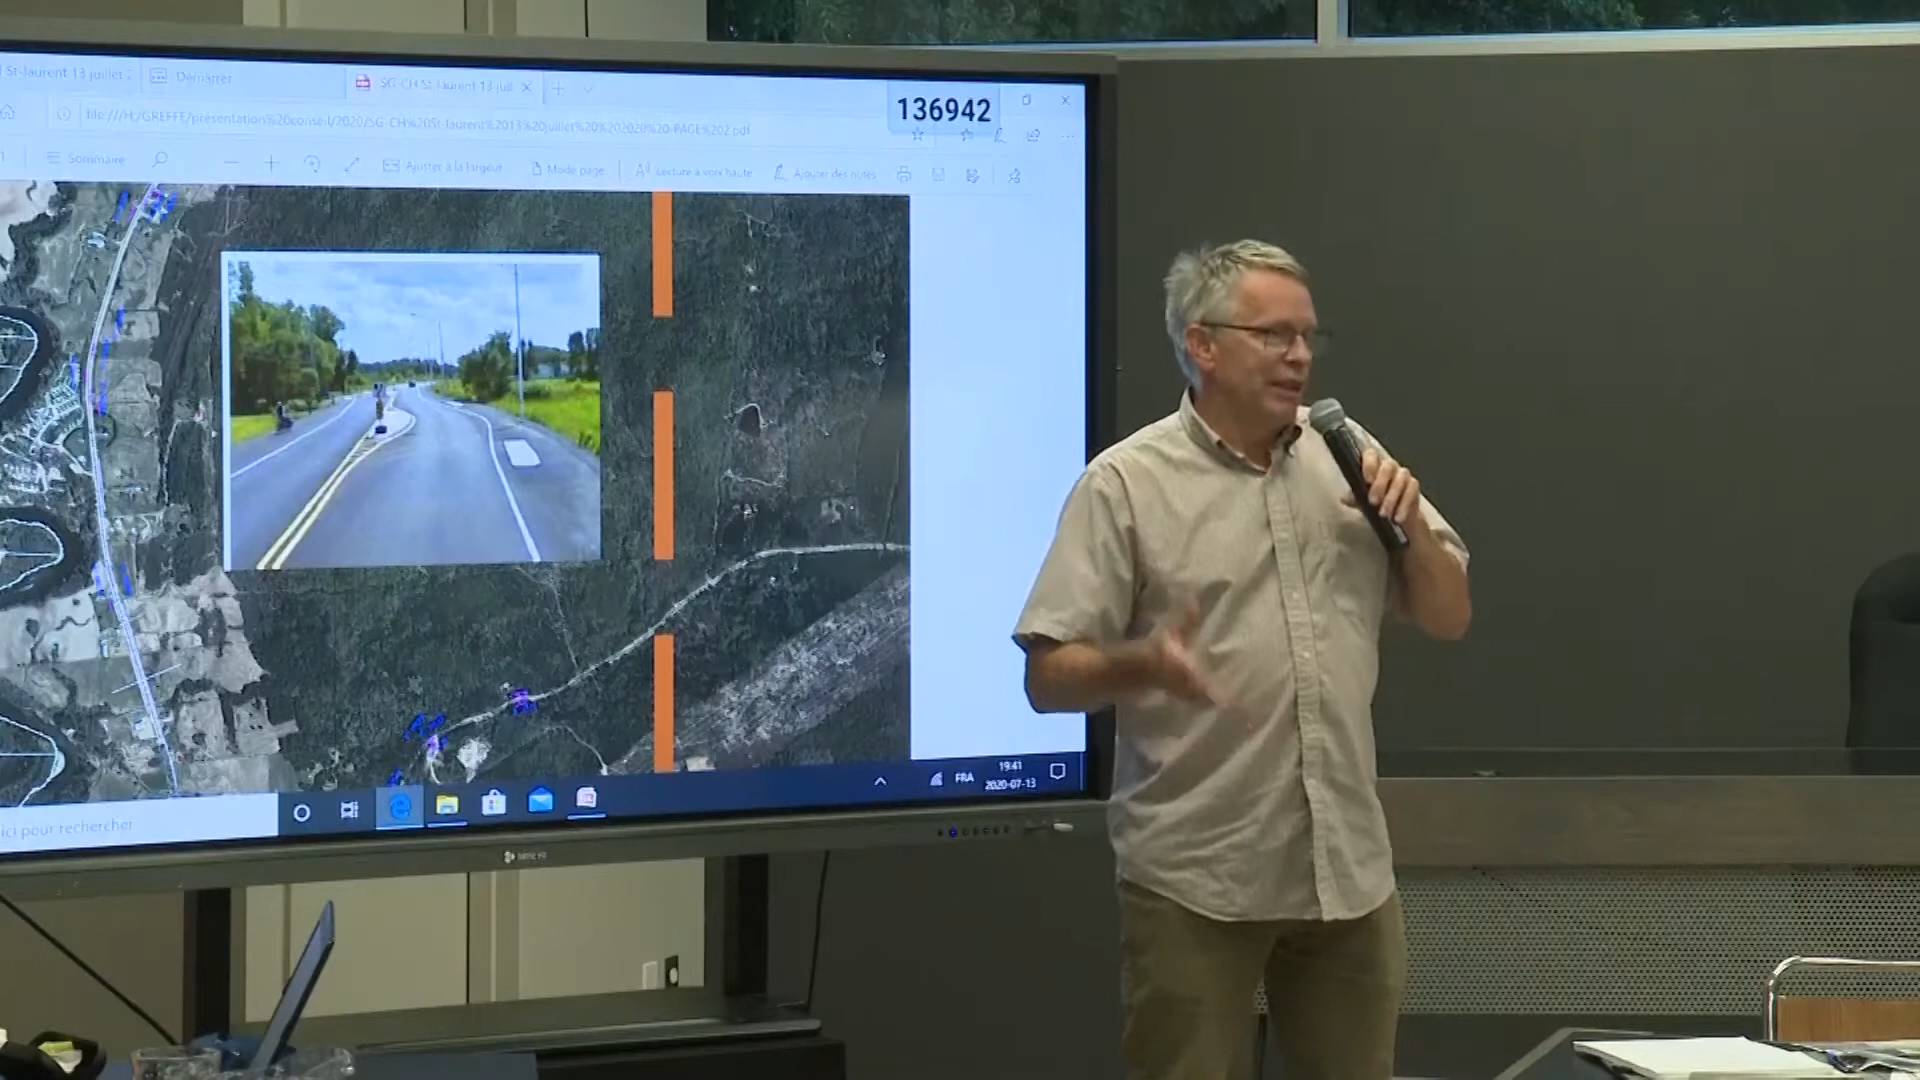 St-laurent 13 juillet
Démarrer
SG-CH St-laurent 13 juil
136942
file:///H:/GREFFE/présentation%20conseil/2020/SG-CH%20St-laurent%2013%20juillet%20%202020%20-PAGE%202.pdf
Sommaire
Ajuster à la largeur
Mode page
Lecture à voix haute
Ajouter des notes
FRA
19:41
2020-07-13
ici pour rechercher